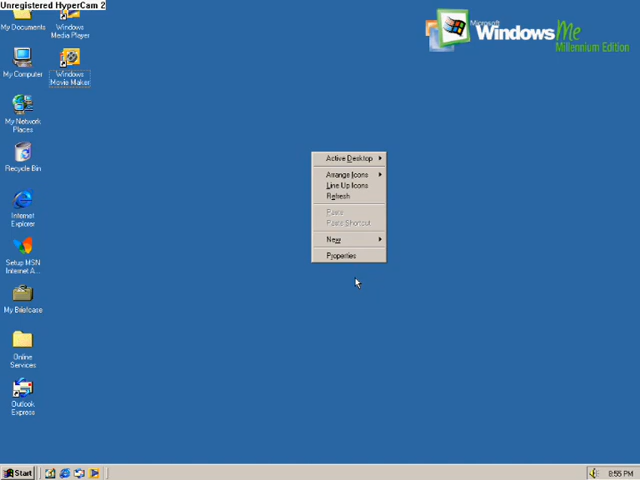 Unregistered HyperCam 2
My Documents
Windows
Media Player
My Computer
Windows
Movie Maker
My Network
Places
Recycle Bin
Internet
Explorer
Setup MSN
Internet A...
My Briefcase
Online
Services
Outlook
Express
Microsoft
Windows Me
Millennium Edition
Active Desktop
Arrange Icons
Line Up Icons
Refresh
Paste
Paste Shortcut
New
Properties
Start
8:55 PM